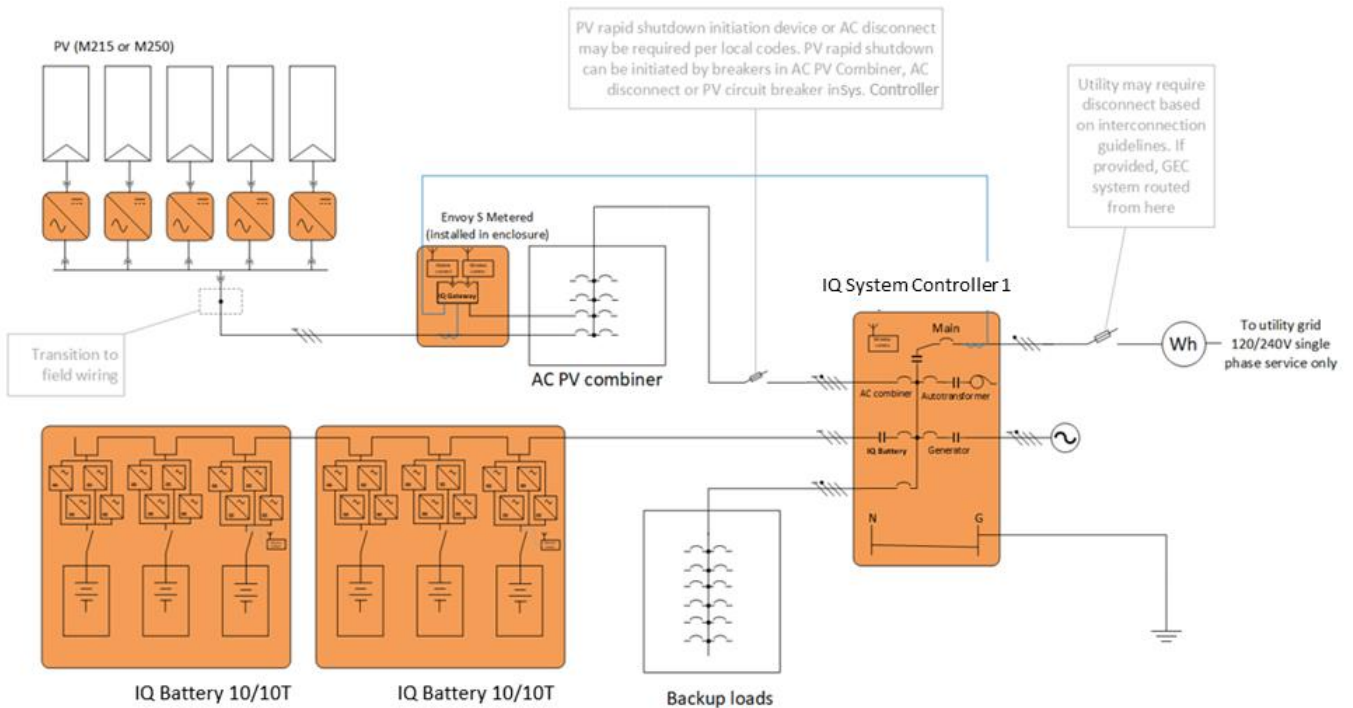 PV (M215 or M250)
PV rapid shutdown initiation device or AC disconnect
may be required per local codes. PV rapid shutdown
can be initiated by breakers in AC PV Combiner, AC
disconnect or PV circuit breaker inSys. Controller
Utility may require
disconnect based
on interconnection
guidelines. If
provided, GEC
system routed
from here
Envoy S Metered
(installed in enclosure)
IQ Gateway
Transition to
field wiring
AC PV combiner
IQ System Controller 1
Main
AC combiner
Autotransformer
IQ Battery
Generator
N
G
Wh
To utility grid
120/240V single
phase service only
IQ Battery 10/10T
IQ Battery 10/10T
Backup loads